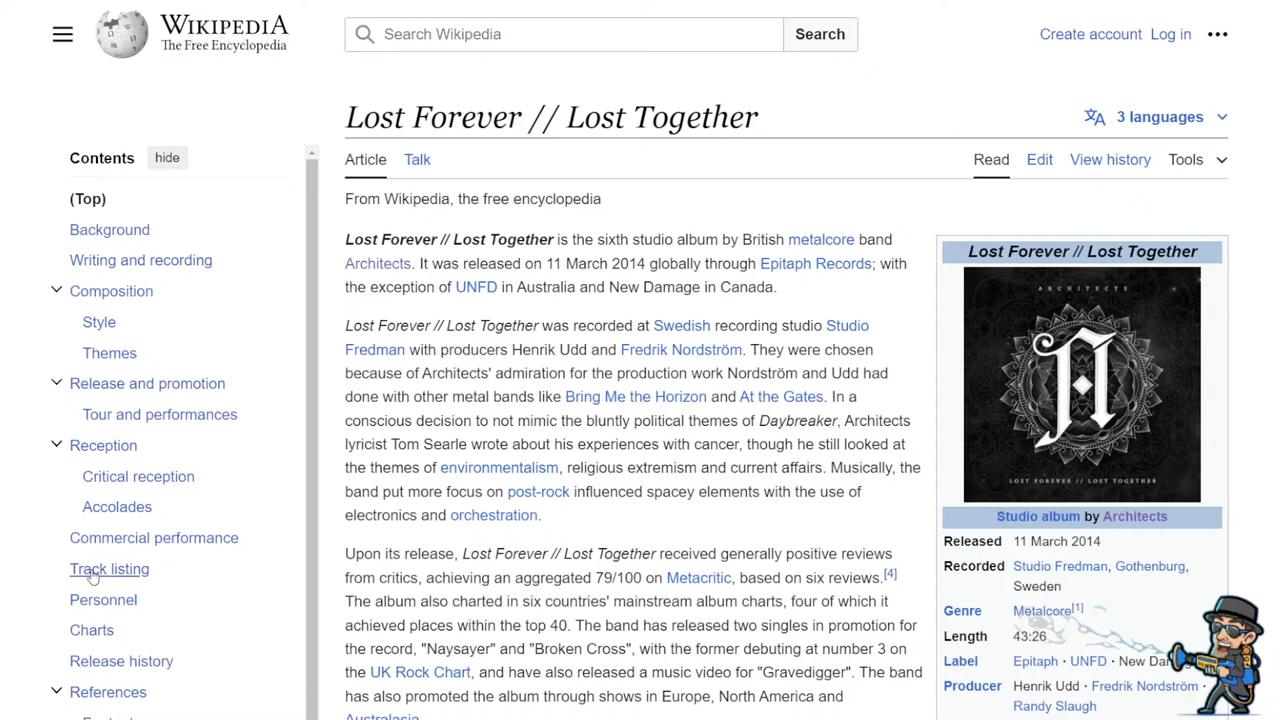 WIKIPEDIA
The Free Encyclopedia
Search Wikipedia
Search
Create account Log in
Lost Forever // Lost Together
3 languages
Article Talk
Read Edit View history Tools
From Wikipedia, the free encyclopedia
Contents hide
(Top)
Background
Writing and recording
Composition
Style
Themes
Release and promotion
Tour and performances
Reception
Critical reception
Accolades
Commercial performance
Track listing
Personnel
Charts
Release history
References
Lost Forever // Lost Together is the sixth studio album by British metalcore band
Architects. It was released on 11 March 2014 globally through Epitaph Records; with
the exception of UNFD in Australia and New Damage in Canada.
Lost Forever // Lost Together was recorded at Swedish recording studio Studio
Fredman with producers Henrik Udd and Fredrik Nordström. They were chosen
because of Architects' admiration for the production work Nordström and Udd had
done with other metal bands like Bring Me the Horizon and At the Gates. In a
conscious decision to not mimic the bluntly political themes of Daybreaker, Architects
lyricist Tom Searle wrote about his experiences with cancer, though he still looked at
the themes of environmentalism, religious extremism and current affairs. Musically, the
band put more focus on post-rock influenced spacey elements with the use of
electronics and orchestration.
Upon its release, Lost Forever // Lost Together received generally positive reviews
from critics, achieving an aggregated 79/100 on Metacritic, based on six reviews.[4]
The album also charted in six countries' mainstream album charts, four of which it
achieved places within the top 40. The band has released two singles in promotion for
the record, "Naysayer" and "Broken Cross", with the former debuting at number 3 on
the UK Rock Chart, and have also released a music video for "Gravedigger". The band
has also promoted the album through shows in Europe, North America and
Australasia
Lost Forever // Lost Together
ARCHITECTS
A
LOST FOREVER // LOST TOGETHER
Studio album by Architects
Released 11 March 2014
Recorded Studio Fredman, Gothenburg,
Sweden
Genre Metalcore[1]
Length 43:26
Label Epitaph · UNFD · New
Producer Henrik Udd · Fredrik Nordström ·
Randy Slaugh